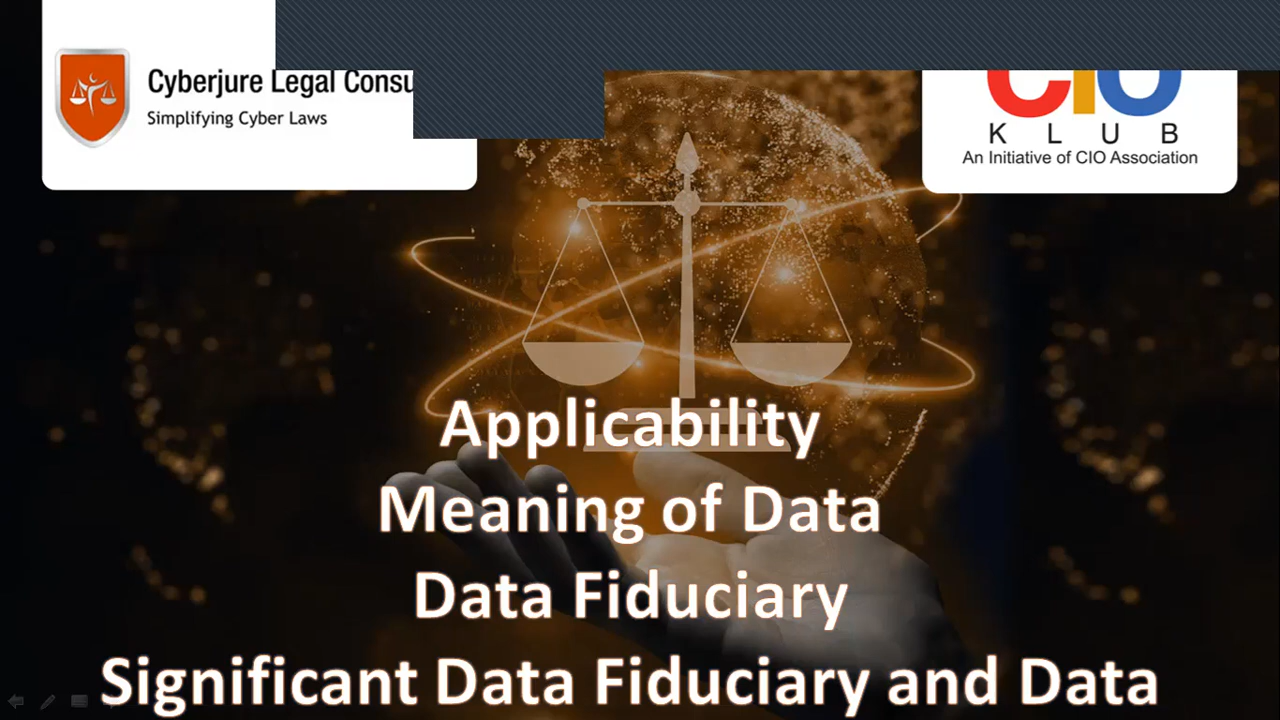 Cyberjure Legal
Simplifying Cyber Laws
CIO
K L U B
An Initiative of CIO Association
Applicability
Meaning of Data
Data Fiduciary
Significant Data Fiduciary and Data